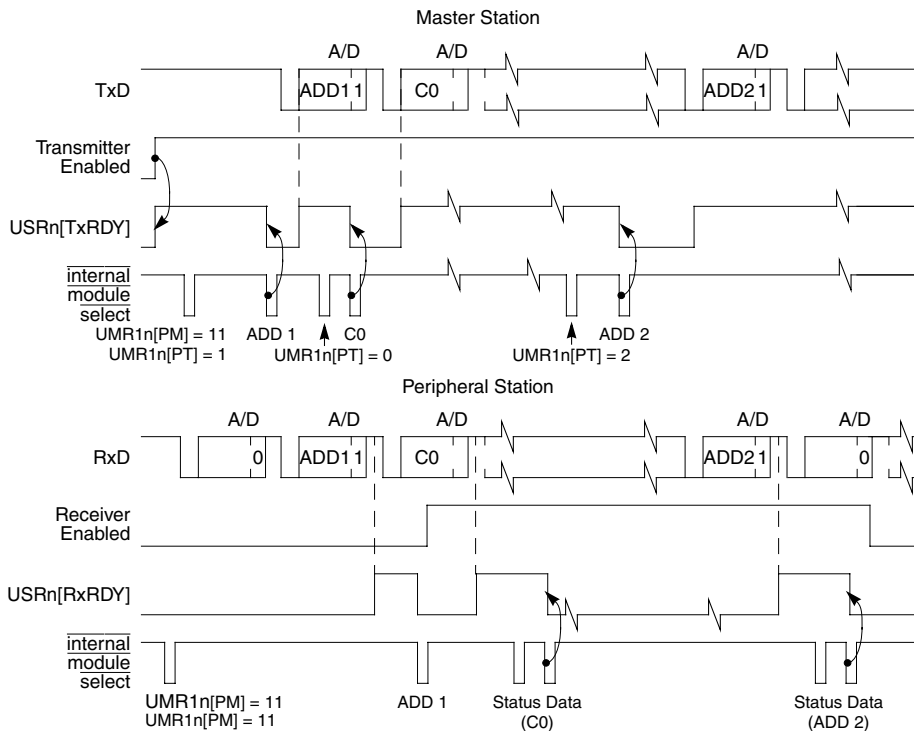 Master Station
A/D A/D A/D
TxD ADD1 1 C0 ADD2 1
Transmitter
Enabled
USRn[TxRDY]
internal
module
select
UMR1n[PM] = 11 ADD 1 C0 ADD 2
UMR1n[PT] = 1 UMR1n[PT] = 0 UMR1n[PT] = 2
Peripheral Station
A/D A/D A/D A/D A/D
RxD 0 ADD1 1 C0 ADD2 1 0
Receiver
Enabled
USRn[RxRDY]
internal
module
select
UMR1n[PM] = 11 ADD 1 Status Data Status Data
UMR1n[PM] = 11 (C0) (ADD 2)